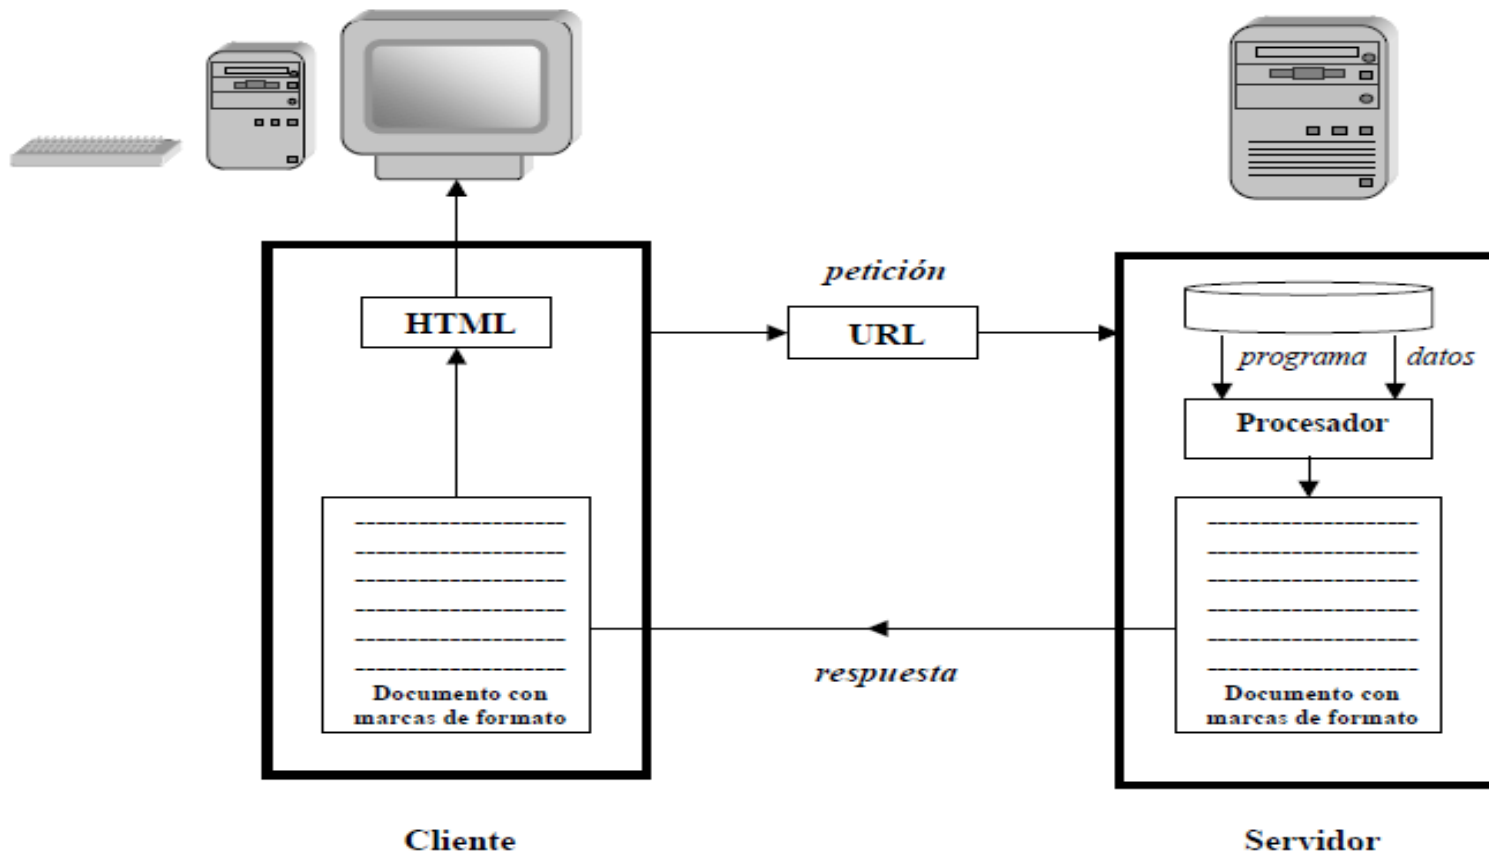 petición
HTML
URL
programa
datos
Procesador
respuesta
Documento con
marcas de formato
Documento con
marcas de formato
Cliente
Servidor